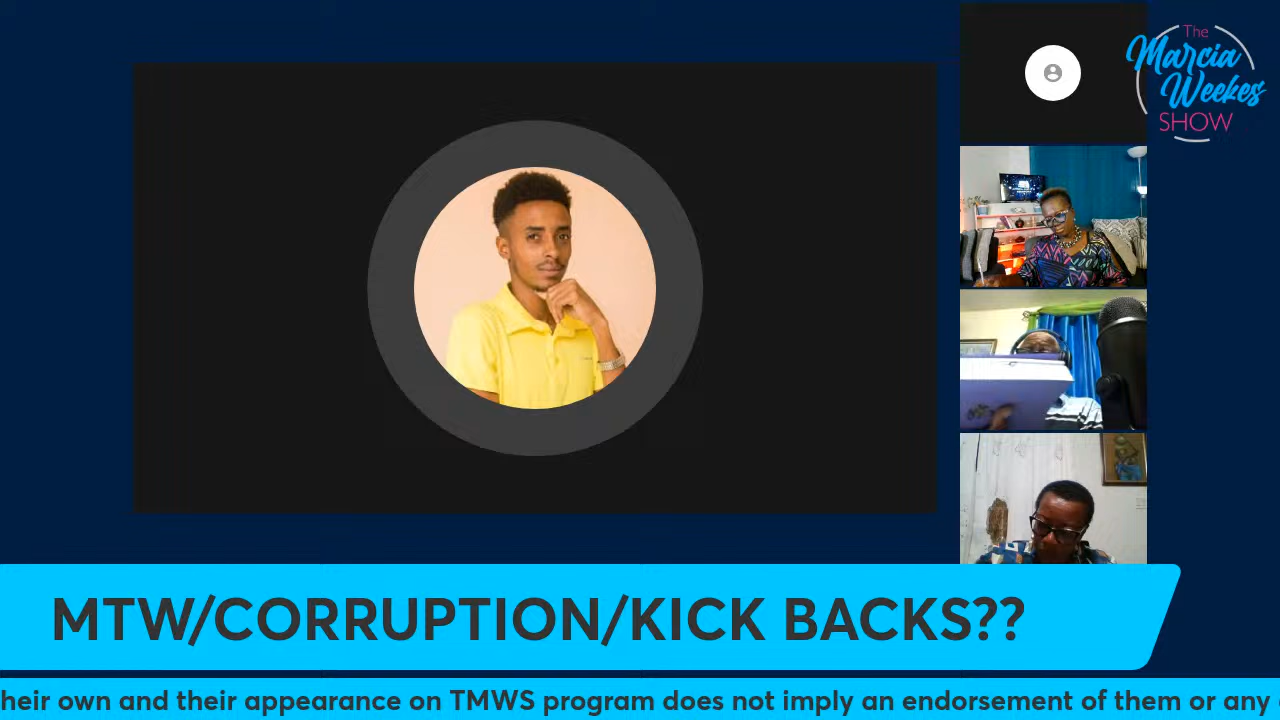 The
Marcia
Weekes
SHOW
MTW/CORRUPTION/KICK BACKS??
heir own and their appearance on TMWS program does not imply an endorsement of them or any